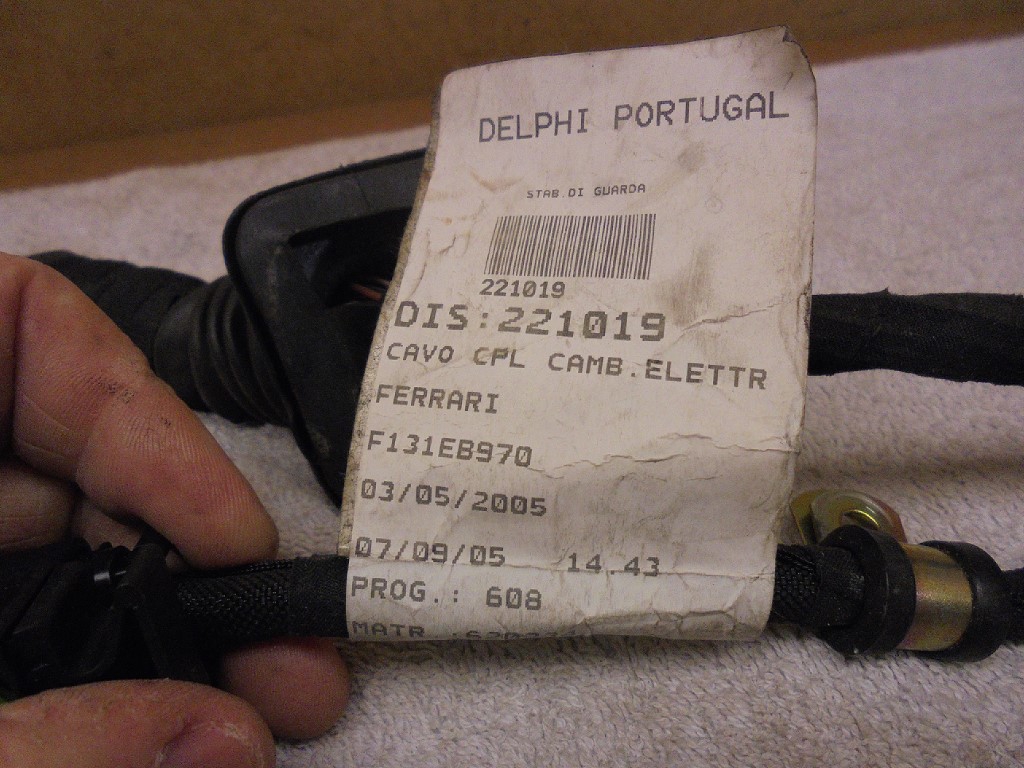 DELPHI PORTUGAL
STAB.DI GUARDA
221019
DIS:221019
CAVO CPL CAMB.ELETTR
FERRARI
F131EB970
03/05/2005
07/09/05 14.43
PROG.: 608
MATR